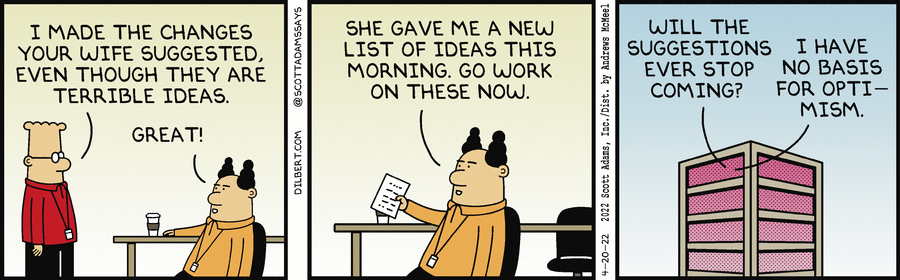 I MADE THE CHANGES
YOUR WIFE SUGGESTED,
EVEN THOUGH THEY ARE
TERRIBLE IDEAS.
GREAT!
DILBERT.COM @SCOTTADAMSSAYS
SHE GAVE ME A NEW
LIST OF IDEAS THIS
MORNING. GO WORK
ON THESE NOW.
4-20-22 2022 Scott Adams, Inc./Dist. by Andrews McMeel
WILL THE
SUGGESTIONS
EVER STOP
COMING?
I HAVE
NO BASIS
FOR OPTI-
MISM.